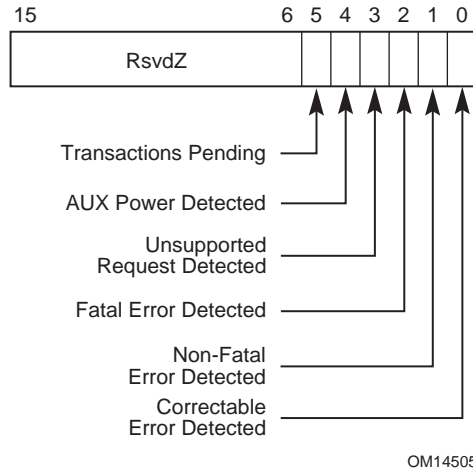 15 6 5 4 3 2 1 0
RsvdZ
Transactions Pending
AUX Power Detected
Unsupported
Request Detected
Fatal Error Detected
Non-Fatal
Error Detected
Correctable
Error Detected
OM14505